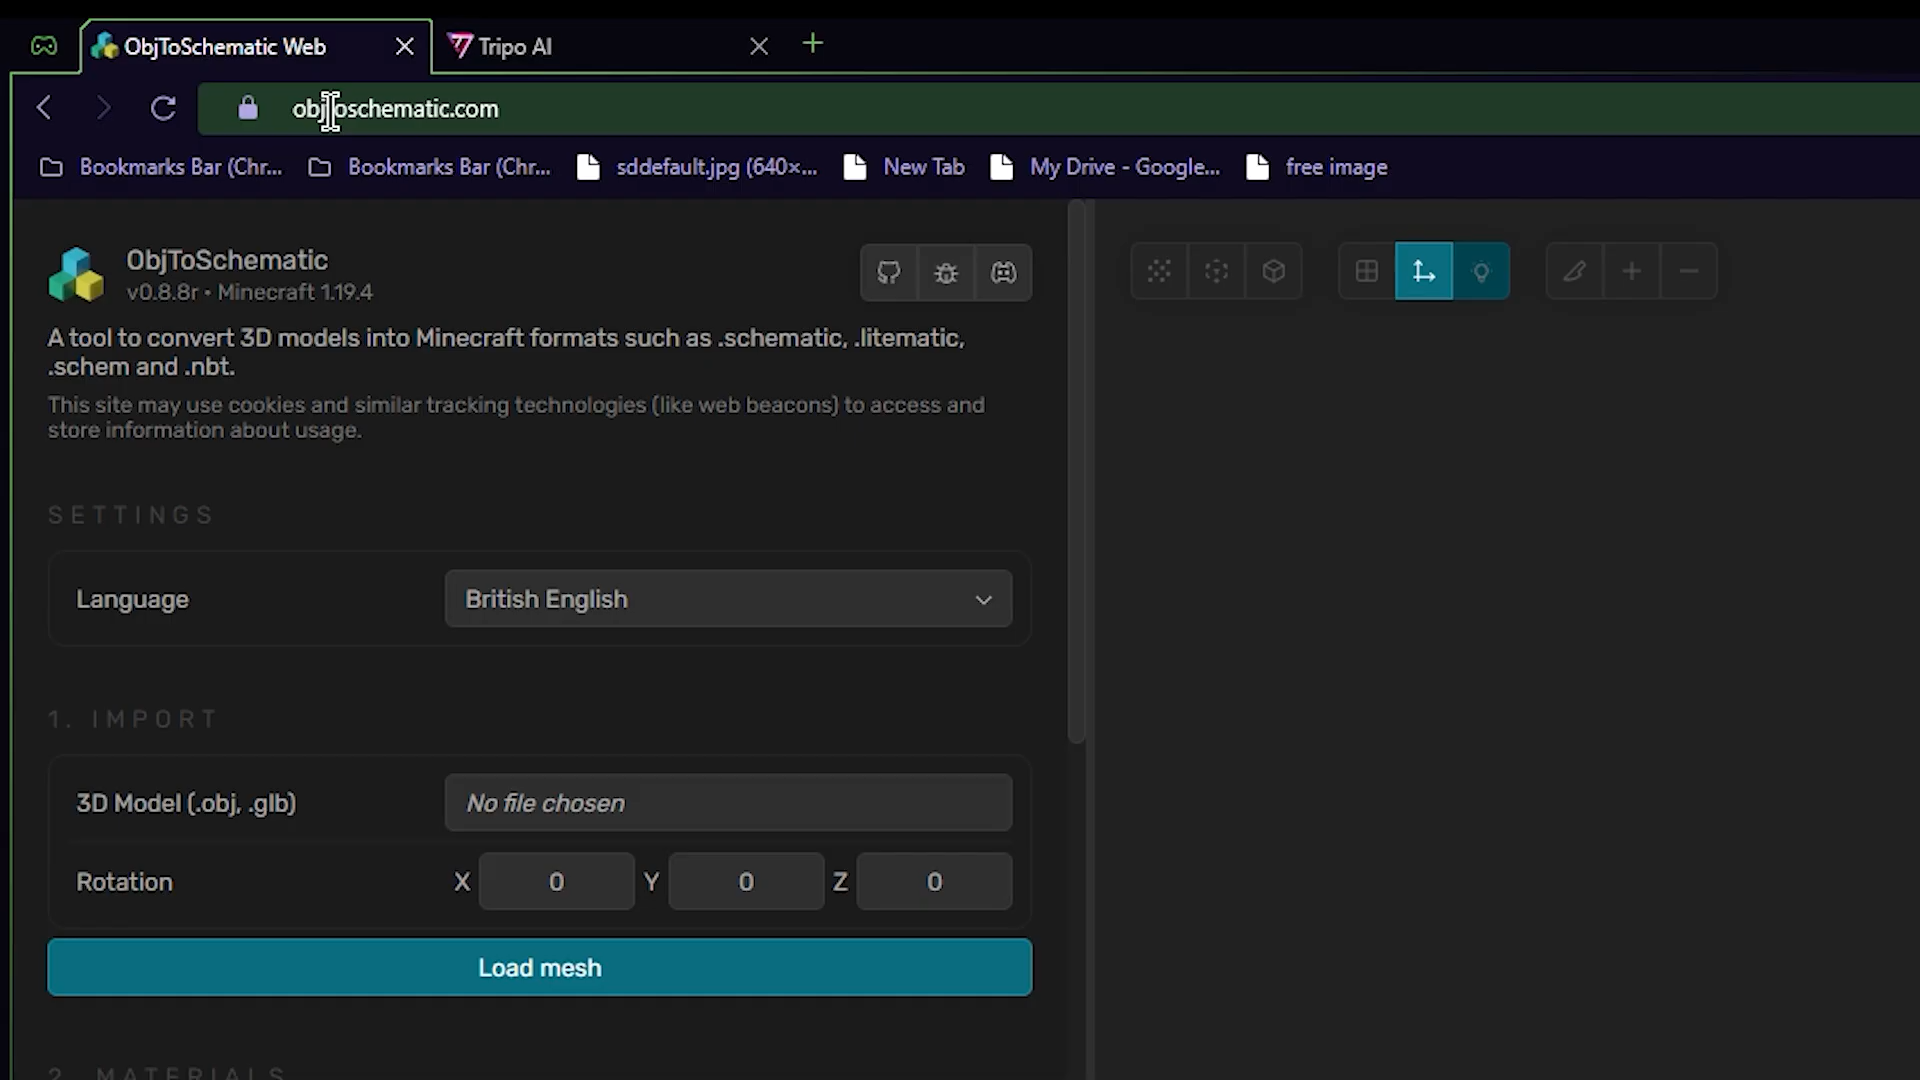 ObjToSchematic Web
Tripo AI
objtoschematic.com
Bookmarks Bar (Chr...
Bookmarks Bar (Chr...
sddefault.jpg (640×...
New Tab
My Drive - Google...
free image
ObjToSchematic
v0.8.8r • Minecraft 1.19.4
A tool to convert 3D models into Minecraft formats such as .schematic, .litematic,
.schem and .nbt.
This site may use cookies and similar tracking technologies (like web beacons) to access and
store information about usage.
SETTINGS
Language
British English
1. IMPORT
3D Model (.obj, .glb)
No file chosen
Rotation
X 0 Y 0 Z 0
Load mesh
2. MATERIALS